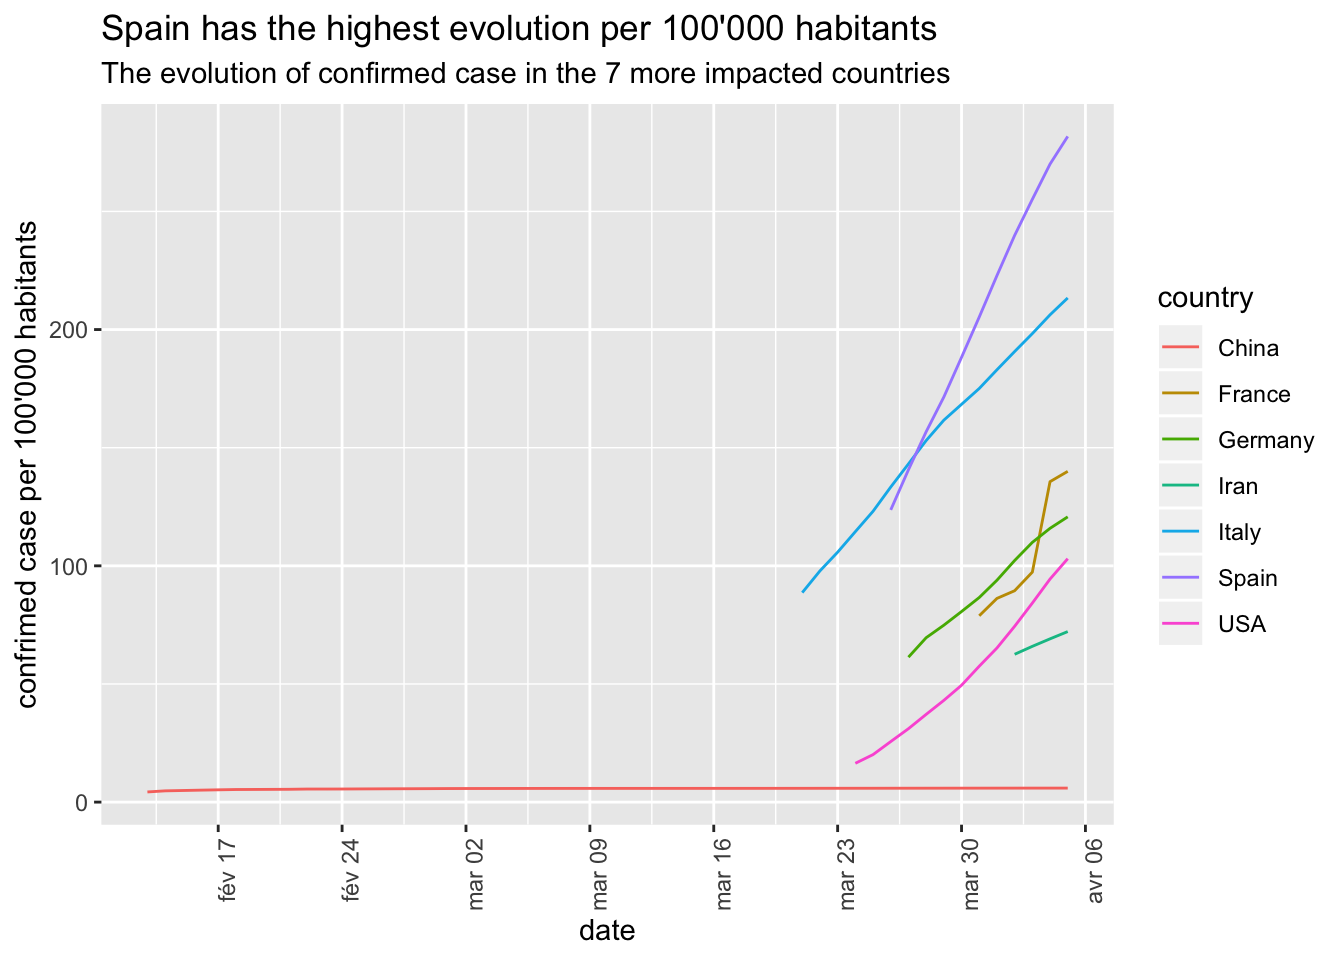 Spain has the highest evolution per 100'000 habitants
The evolution of confirmed case in the 7 more impacted countries
confrimed case per 100'000 habitants
200
100
0
fév 17
fév 24
mar 02
mar 09
mar 16
mar 23
mar 30
avr 06
date
country
China
France
Germany
Iran
Italy
Spain
USA